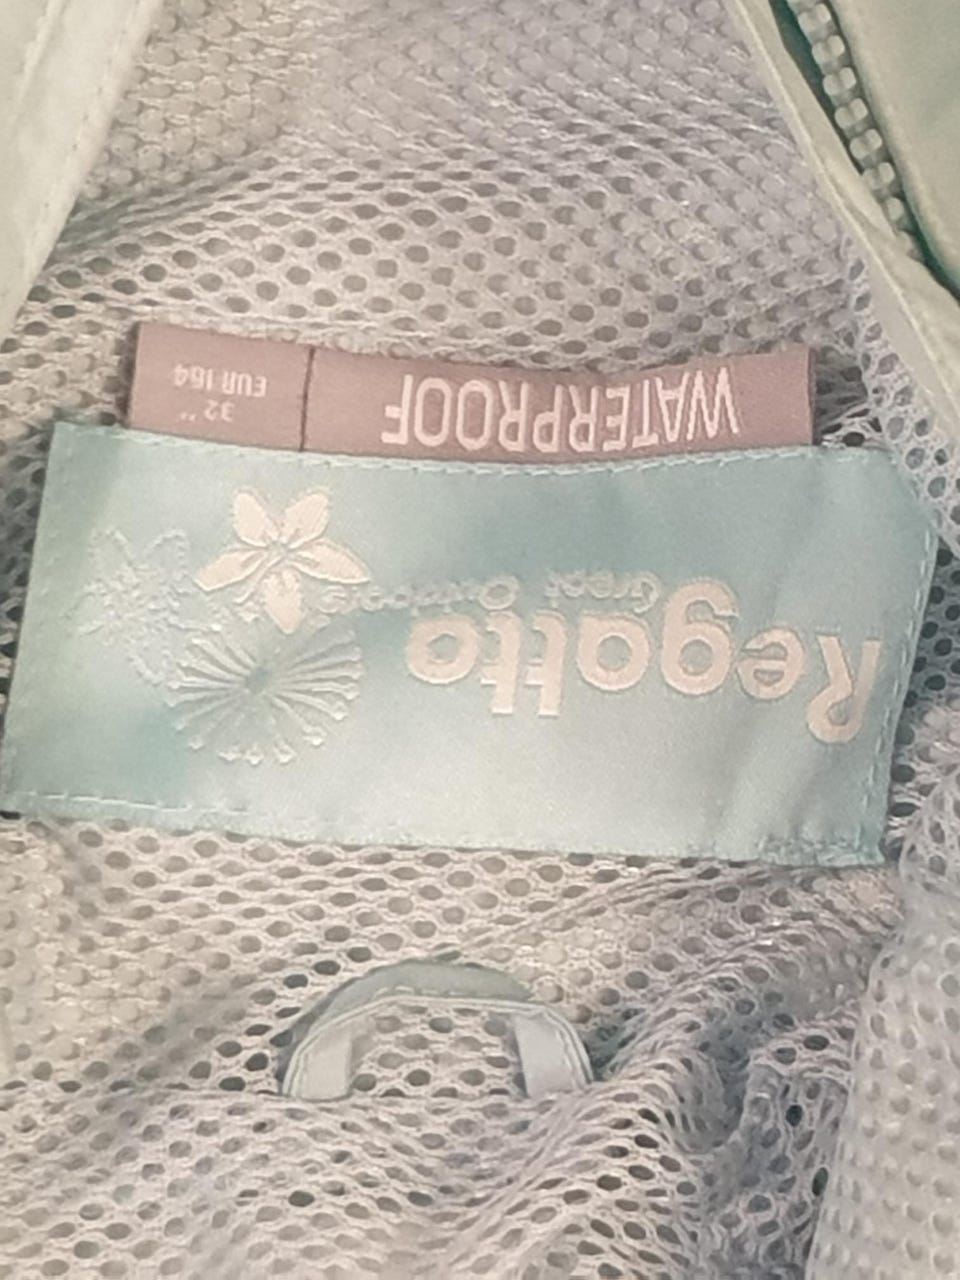 Regatta
Great Outdoors
WATERPROOF
32"
EUR 164